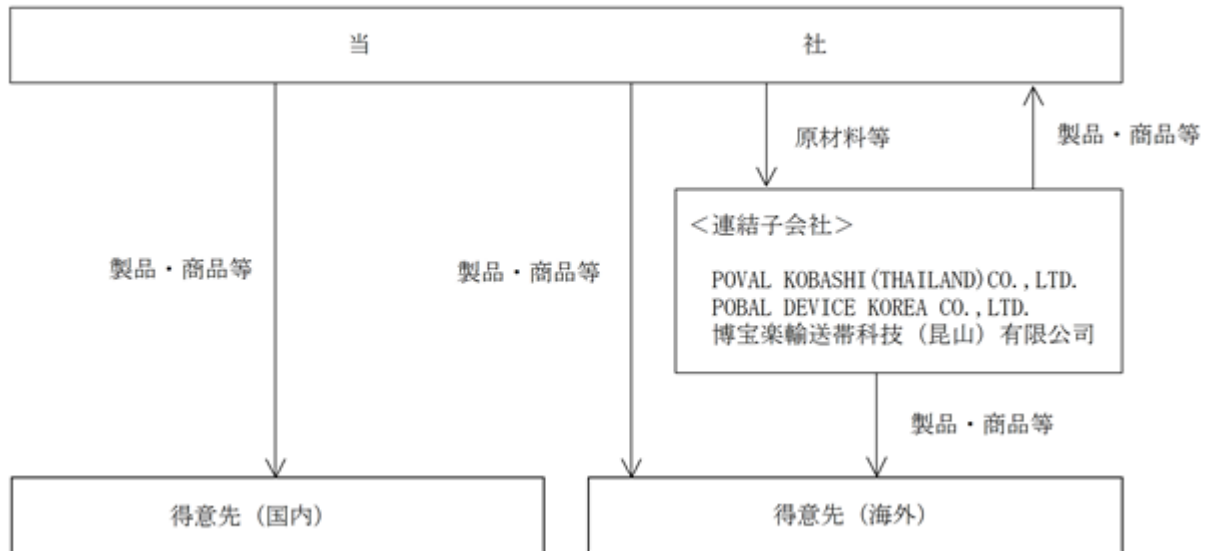 当社
原材料等
製品・商品等
＜連結子会社＞
POVAL KOBASHI(THAILAND)CO.,LTD.
POBAL DEVICE KOREA CO.,LTD.
博宝楽輸送帯科技（昆山）有限公司
製品・商品等
製品・商品等
製品・商品等
得意先（国内）
得意先（海外）